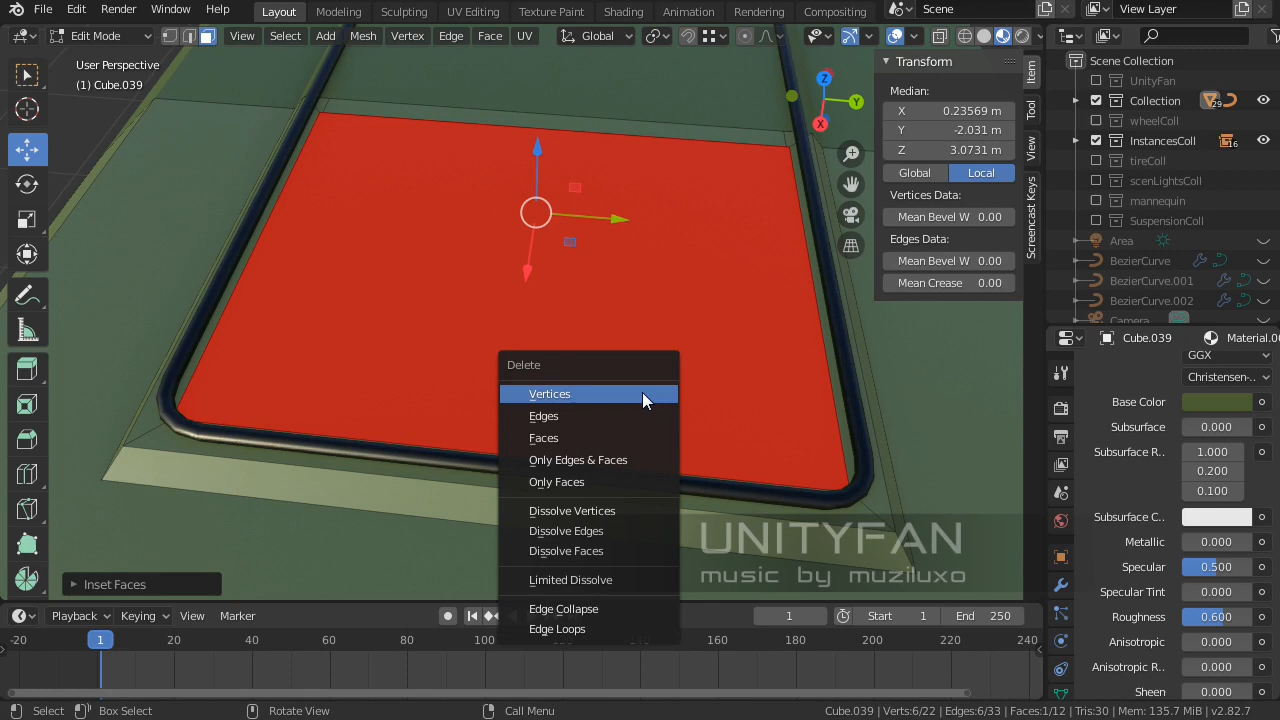 File Edit Render Window Help Layout Modeling Sculpting UV Editing Texture Paint Shading Animation Rendering Compositing Scene View Layer
Edit Mode View Select Add Mesh Vertex Edge Face UV Global
User Perspective
(1) Cube.039
Transform
Median:
X 0.23569 m
Y -2.031 m
Z 3.0731 m
Global Local
Vertices Data:
Mean Bevel W 0.00
Edges Data:
Mean Bevel W 0.00
Mean Crease 0.00
Item
Tool
View
Screencast Keys
Z
Y
X
Scene Collection
UnityFan
Collection 29
wheelColl
InstancesColl 16
tireColl
scenLightsColl
mannequin
SuspensionColl
Area
BezierCurve
BezierCurve.001
BezierCurve.002
Camera
Cube.039
GGX
Christensen-..
Base Color
Subsurface 0.000
Subsurface R.. 1.000
0.200
0.100
Subsurface C..
Metallic 0.000
Specular 0.500
Specular Tint 0.000
Roughness 0.600
Anisotropic 0.000
Anisotropic R.. 0.000
Sheen 0.000
Delete
Vertices
Edges
Faces
Only Edges & Faces
Only Faces
Dissolve Vertices
Dissolve Edges
Dissolve Faces
Limited Dissolve
Edge Collapse
Edge Loops
UNITYFAN
music by muziluxo
Inset Faces
Playback Keying View Marker 1 Start 1 End 250
-20 1 20 40 60 80 100 120 140 160 180 200 220 240
Select Box Select Rotate View Call Menu Cube.039 | Verts:6/22 | Edges:6/33 | Faces:1/12 | Tris:30 | Mem: 135.7 MiB | v2.82.7